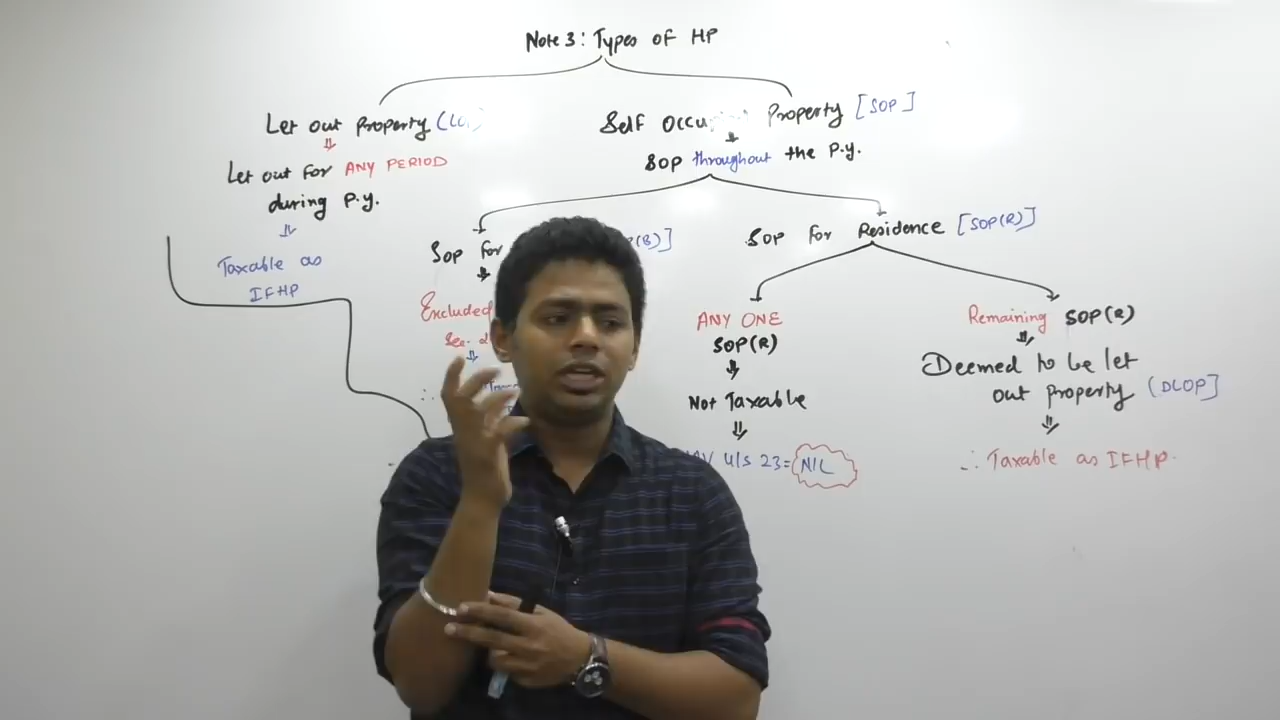 Note 3: Types of HP
Let out Property
Let out for ANY PERIOD
during P.y.
Taxable as
IFHP
Self Property [SOP]
SOP throughout the P.y.
SOP for
Excluded
SOP for Residence [SOP(R)]
ANY ONE
SOP(R)
Not Taxable
u/s 23= NIL
Remaining SOP(R)
Deemed to be let
out property (DLOP]
∴ Taxable as IFHP.